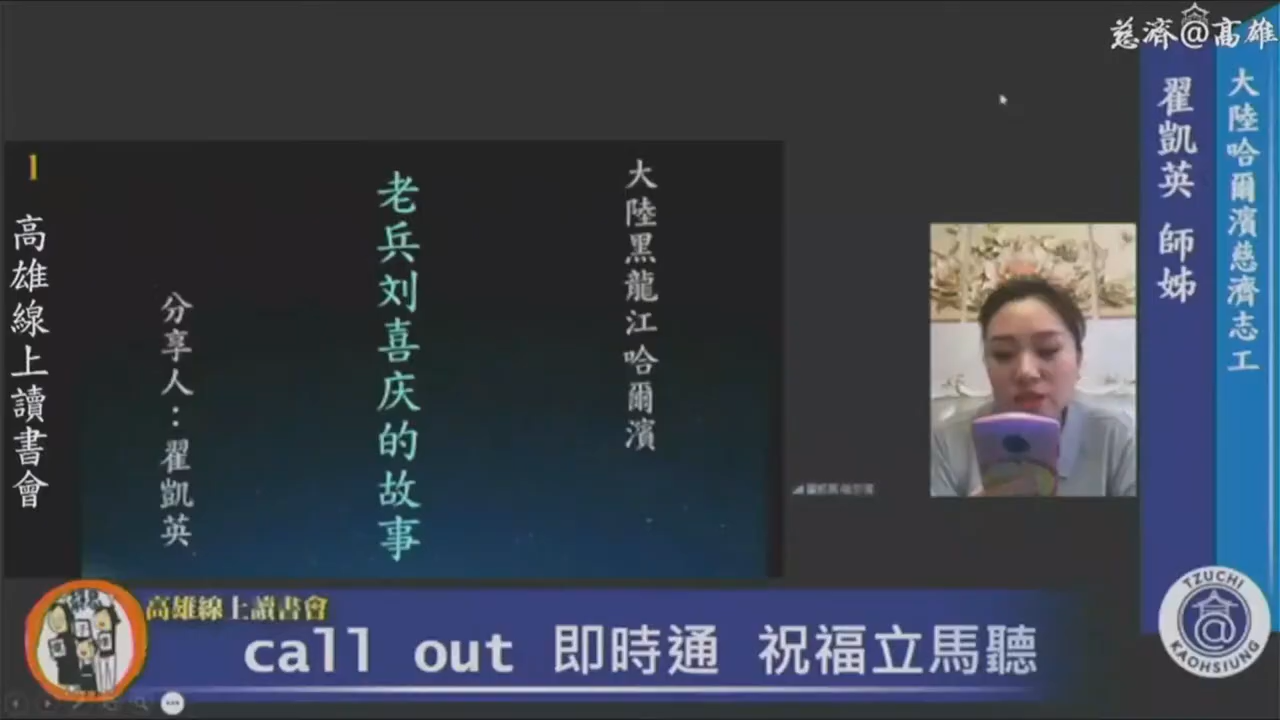 慈濟@高雄
大陸哈爾濱慈濟志工
翟凱英 師姊
大陸黑龍江哈爾濱
老兵刘喜庆的故事
分享人：翟凱英
1 高雄線上讀書會
高雄線上讀書會
call out 即時通 祝福立馬聽
TZUCHI
@
KAOHSIUNG